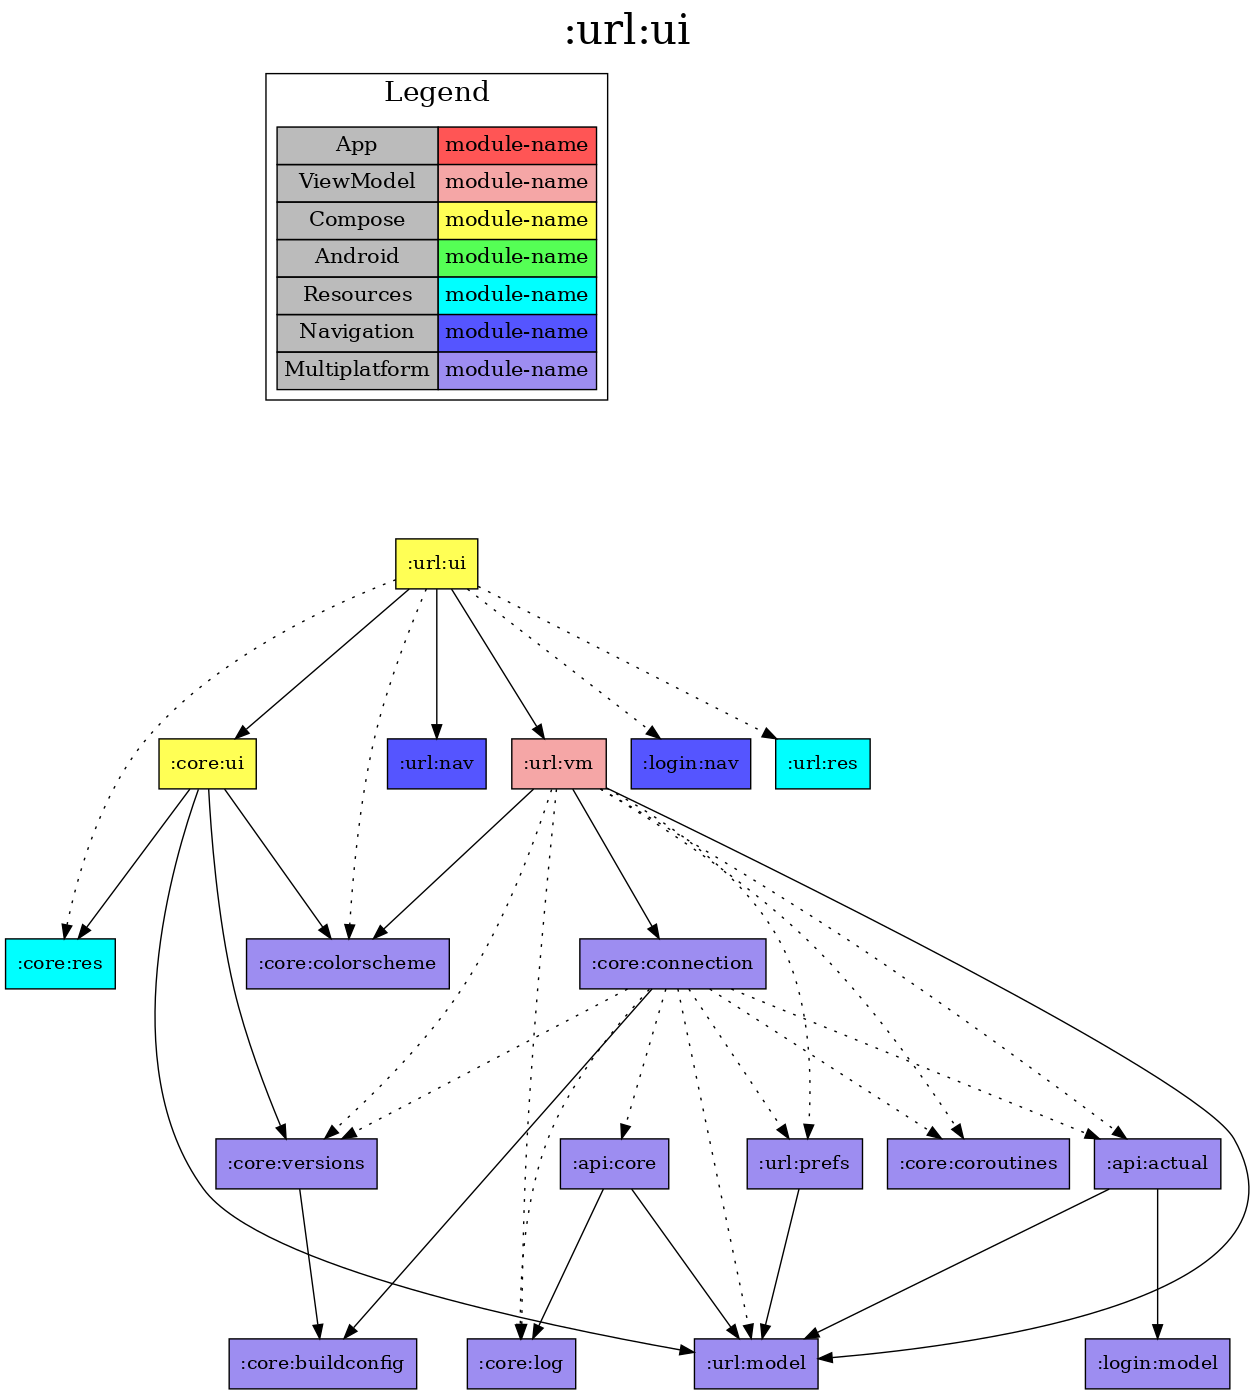 :url:ui
Legend
App module-name
ViewModel module-name
Compose module-name
Android module-name
Resources module-name
Navigation module-name
Multiplatform module-name
:url:ui
:core:ui
:url:nav
:url:vm
:login:nav
:url:res
:core:res
:core:colorscheme
:core:connection
:core:versions
:api:core
:url:prefs
:core:coroutines
:api:actual
:core:buildconfig
:core:log
:url:model
:login:model